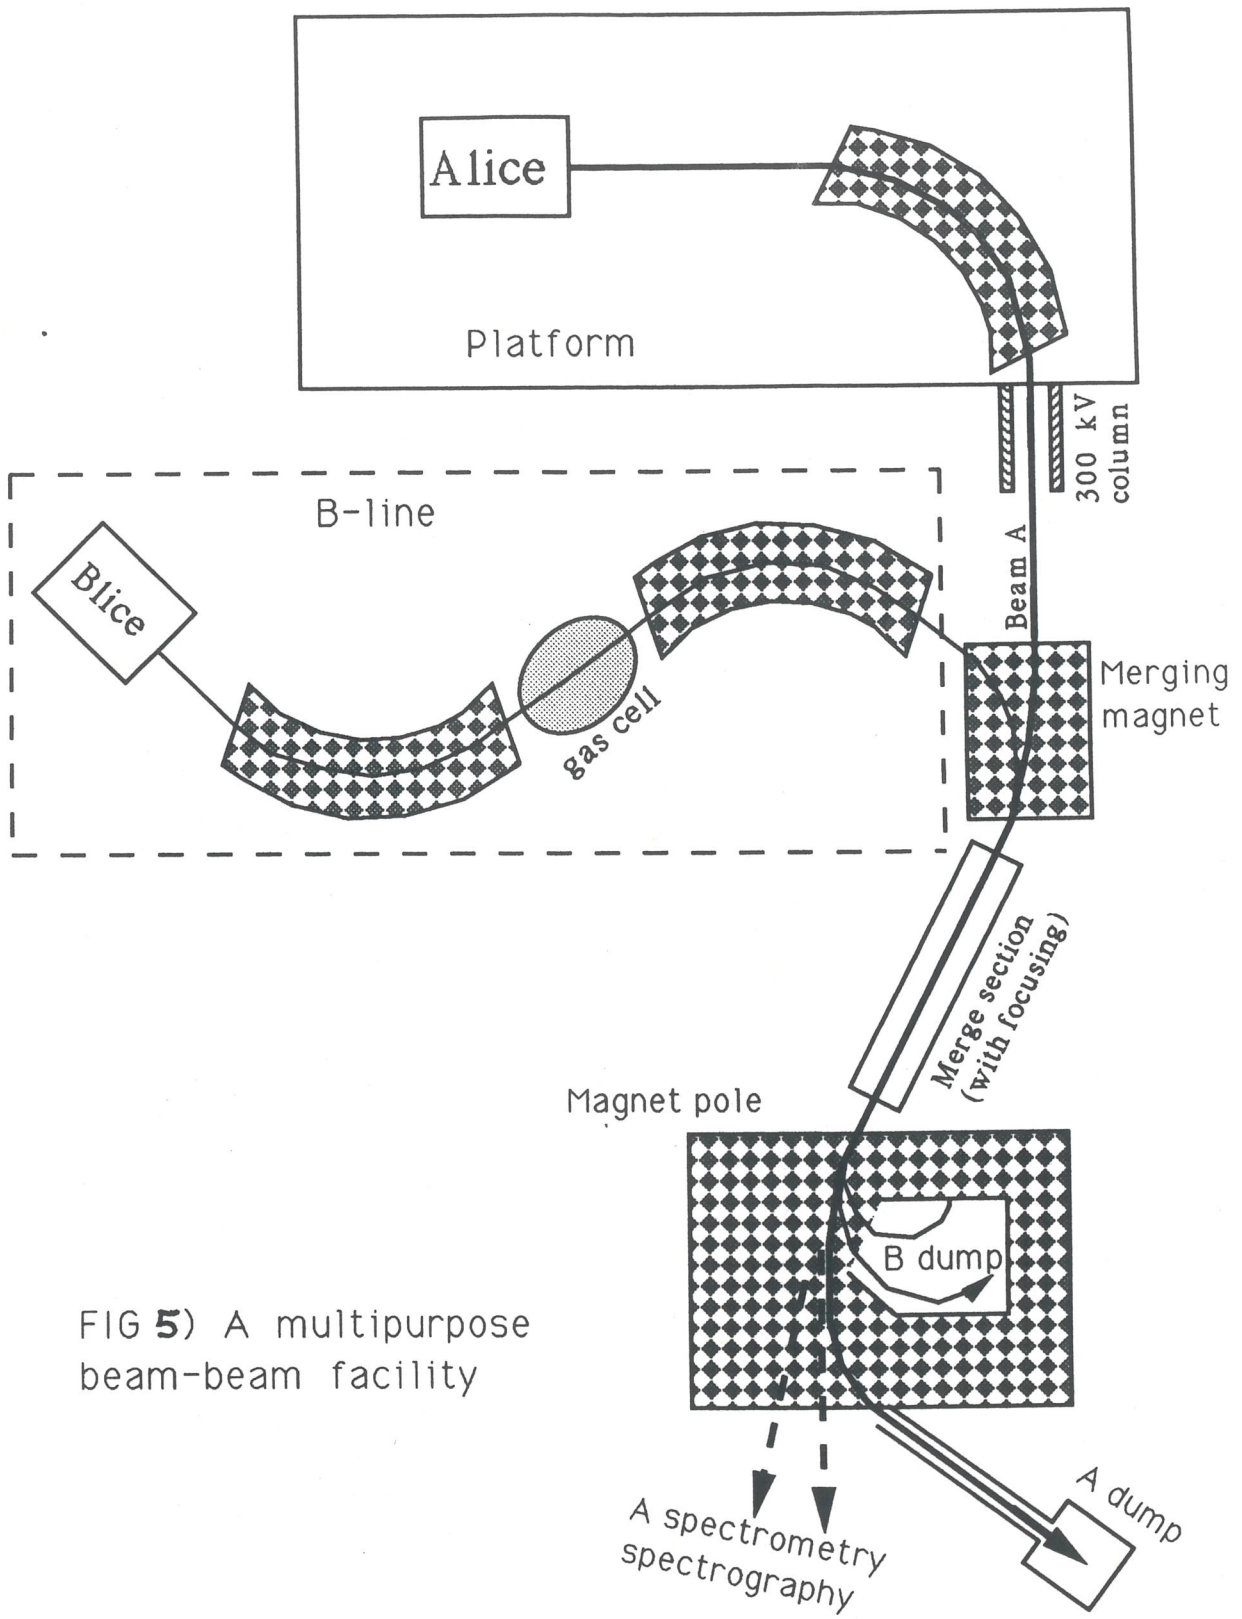 Alice
Platform
300 kV
column
B-line
Blice
gas cell
Beam A
Merging
magnet
Merge section
(with focusing)
Magnet pole
B dump
FIG 5) A multipurpose
beam-beam facility
A dump
A spectrometry
spectrography